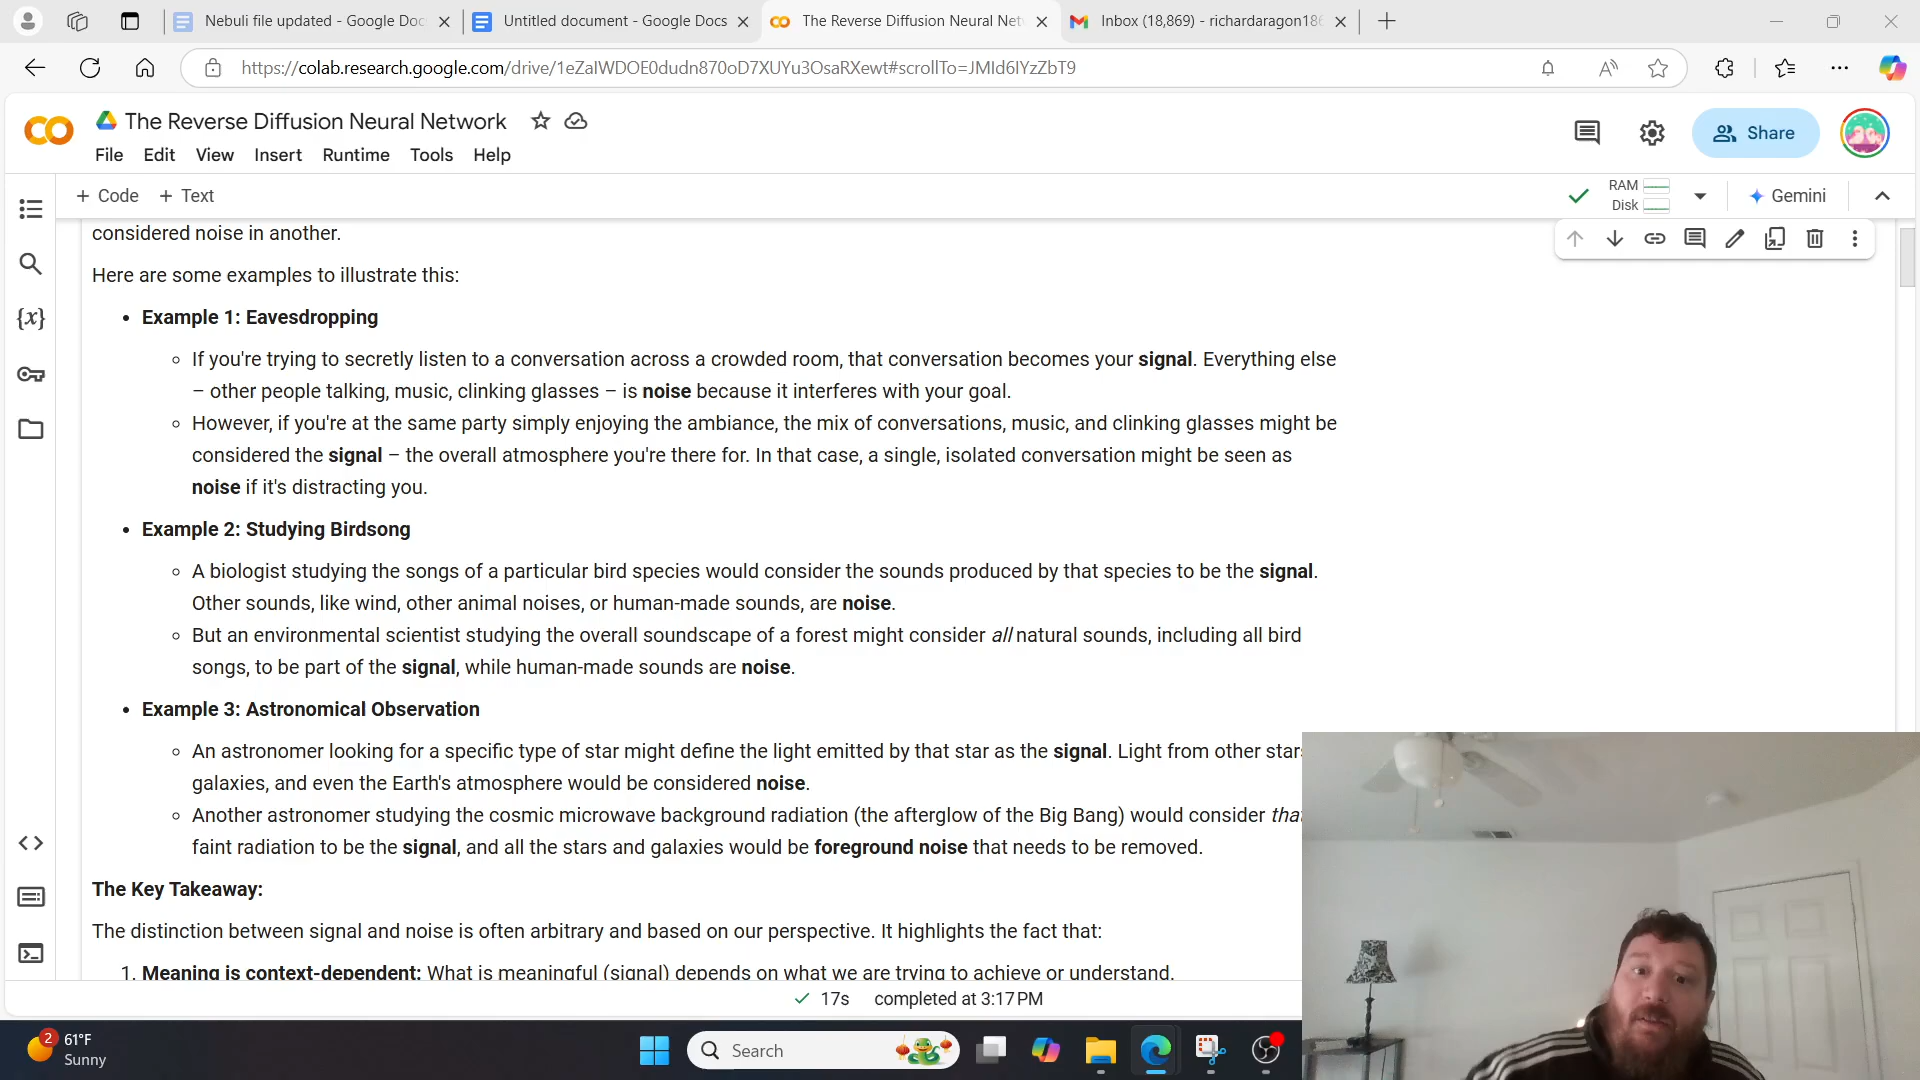 Nebuli file updated - Google Doc
Untitled document - Google Docs
The Reverse Diffusion Neural Net
Inbox (18,869) - richardaragon186
https://colab.research.google.com/drive/1eZaIWDOE0dudn870oD7XUYu3OsaRXewt#scrollTo=JMId6IYzZbT9
The Reverse Diffusion Neural Network
File Edit View Insert Runtime Tools Help
Share
+ Code + Text
RAM
Disk
Gemini
considered noise in another.
Here are some examples to illustrate this:
• Example 1: Eavesdropping
◦ If you're trying to secretly listen to a conversation across a crowded room, that conversation becomes your signal. Everything else
– other people talking, music, clinking glasses – is noise because it interferes with your goal.
◦ However, if you're at the same party simply enjoying the ambiance, the mix of conversations, music, and clinking glasses might be
considered the signal – the overall atmosphere you're there for. In that case, a single, isolated conversation might be seen as
noise if it's distracting you.
• Example 2: Studying Birdsong
◦ A biologist studying the songs of a particular bird species would consider the sounds produced by that species to be the signal.
Other sounds, like wind, other animal noises, or human-made sounds, are noise.
◦ But an environmental scientist studying the overall soundscape of a forest might consider all natural sounds, including all bird
songs, to be part of the signal, while human-made sounds are noise.
• Example 3: Astronomical Observation
◦ An astronomer looking for a specific type of star might define the light emitted by that star as the signal. Light from other stars
galaxies, and even the Earth's atmosphere would be considered noise.
◦ Another astronomer studying the cosmic microwave background radiation (the afterglow of the Big Bang) would consider that
faint radiation to be the signal, and all the stars and galaxies would be foreground noise that needs to be removed.
The Key Takeaway:
The distinction between signal and noise is often arbitrary and based on our perspective. It highlights the fact that:
1. Meaning is context-dependent: What is meaningful (signal) depends on what we are trying to achieve or understand.
17s completed at 3:17 PM
2
61°F
Sunny
Search